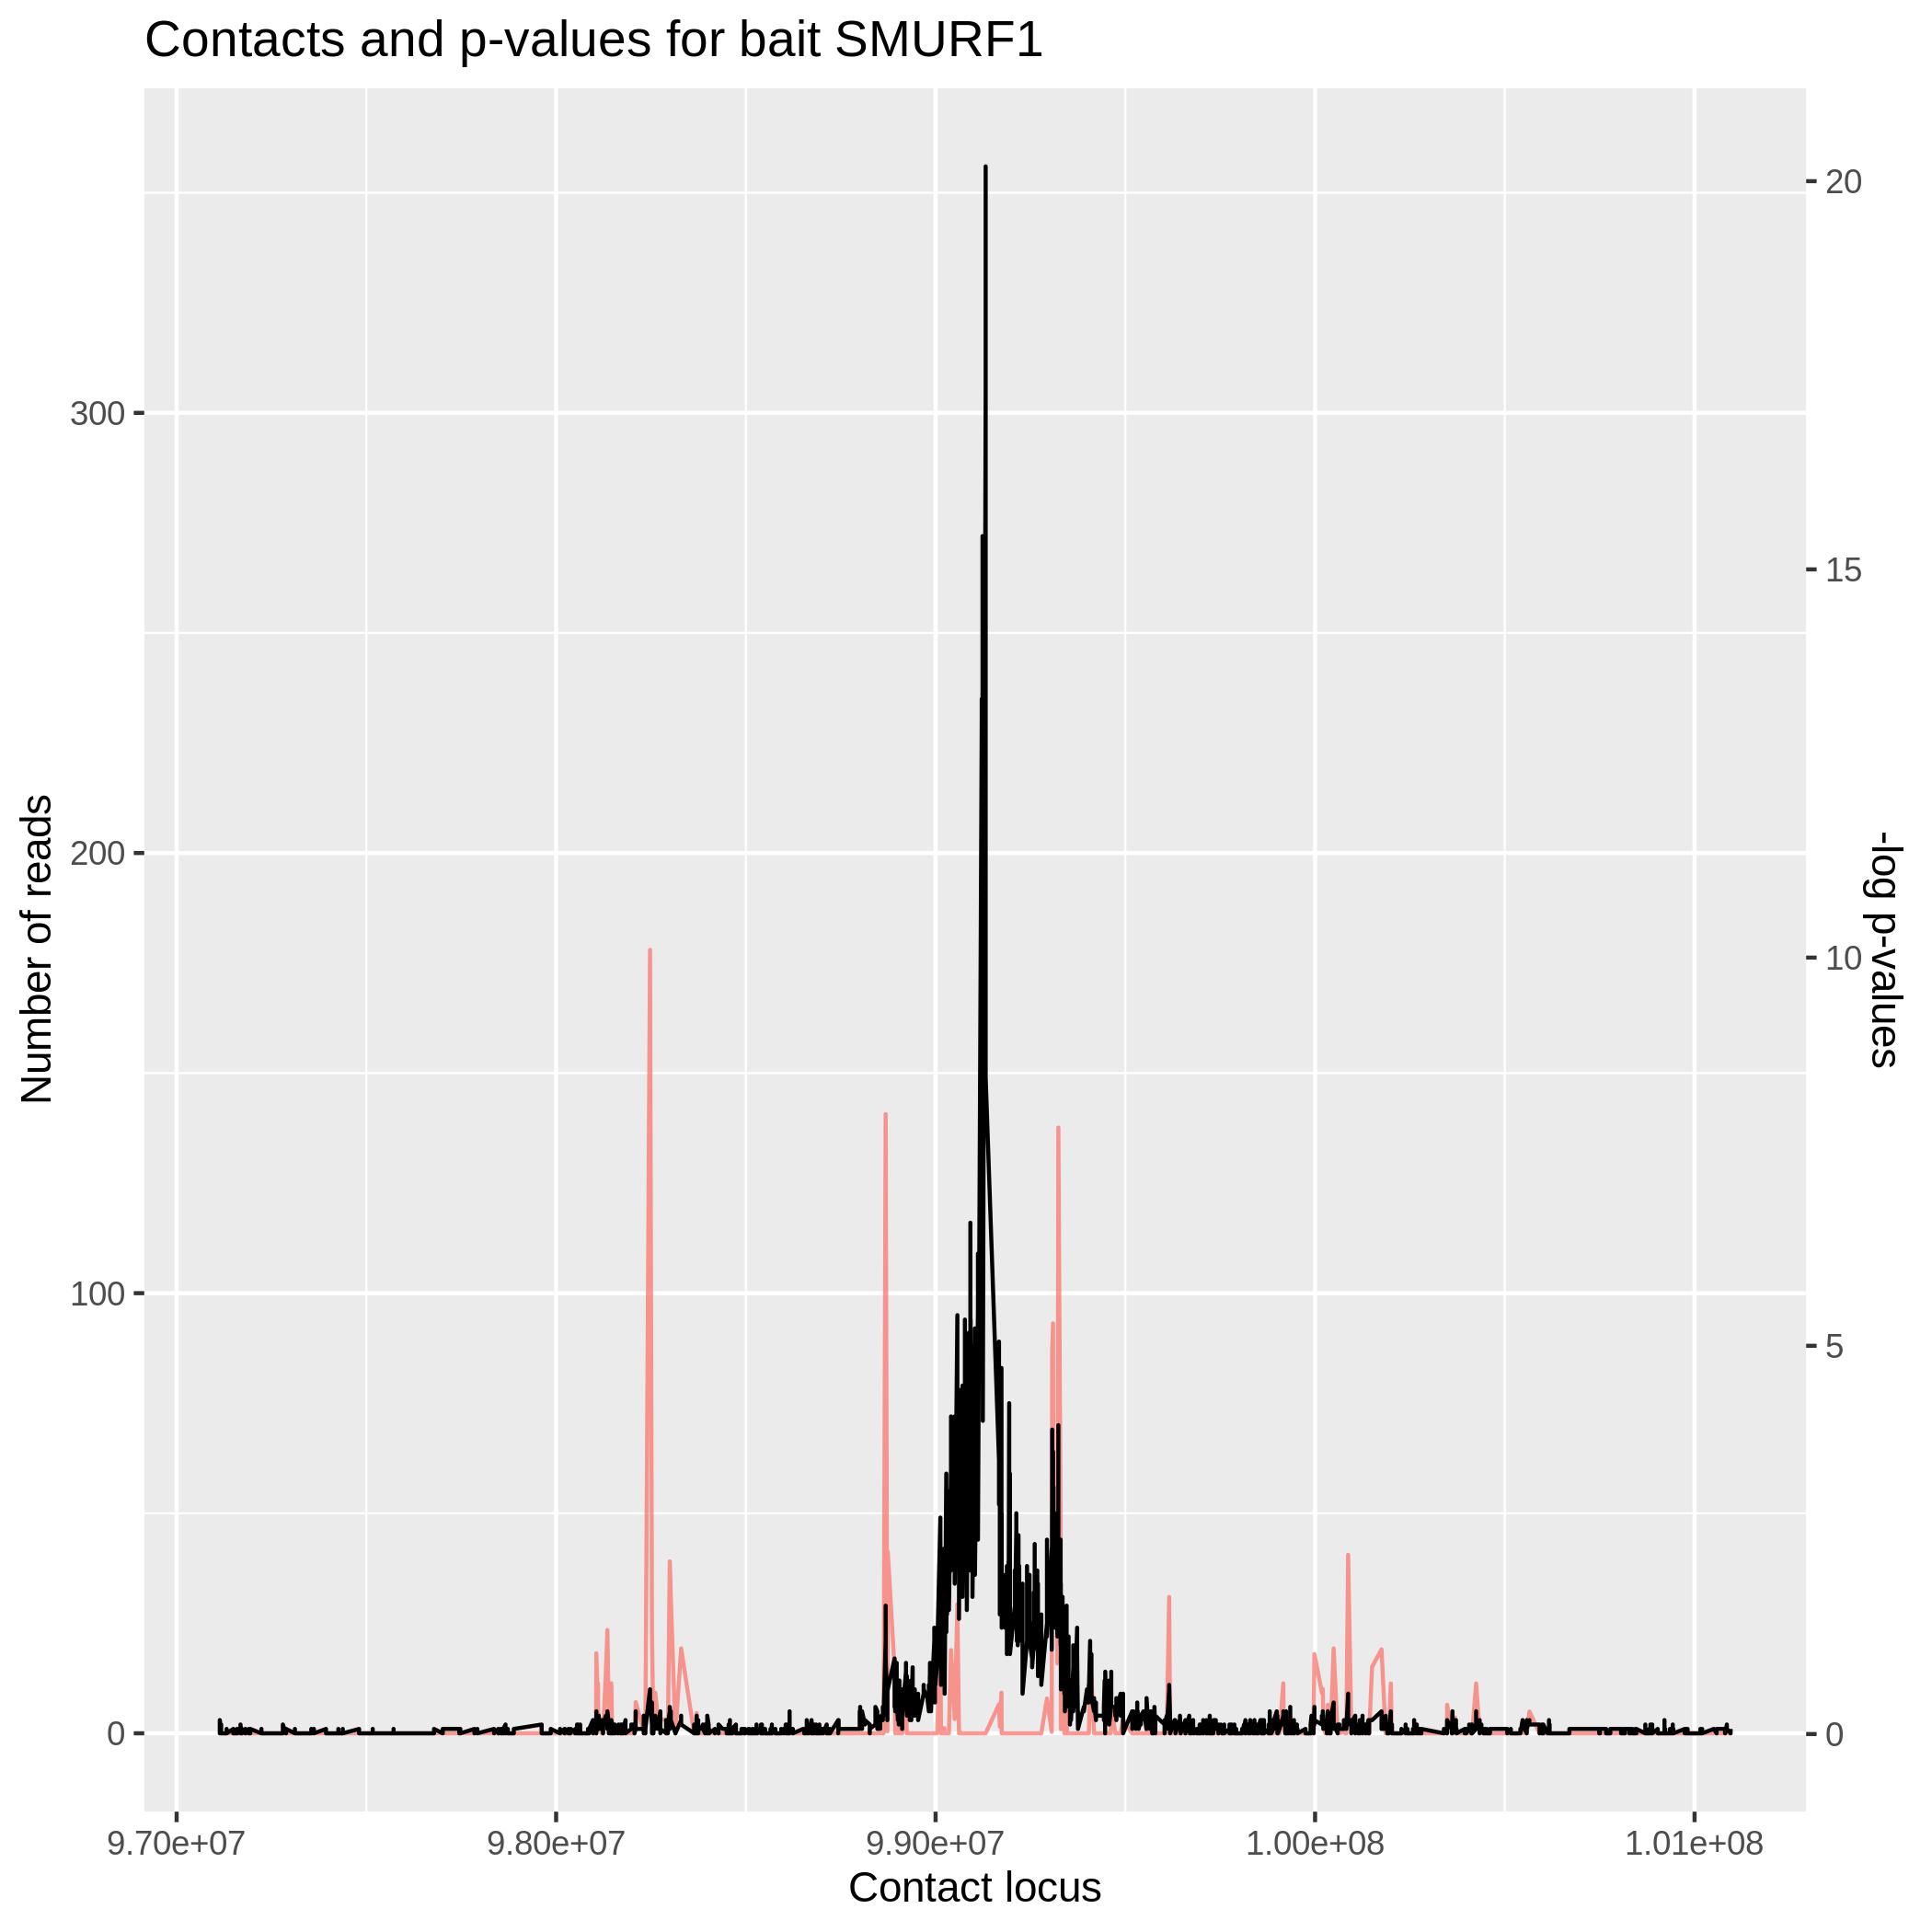 Contacts and p-values for bait SMURF1
Number of reads
300
200
100
0
20
15
10
5
0
-log p-values
9.70e+07
9.80e+07
9.90e+07
1.00e+08
1.01e+08
Contact locus